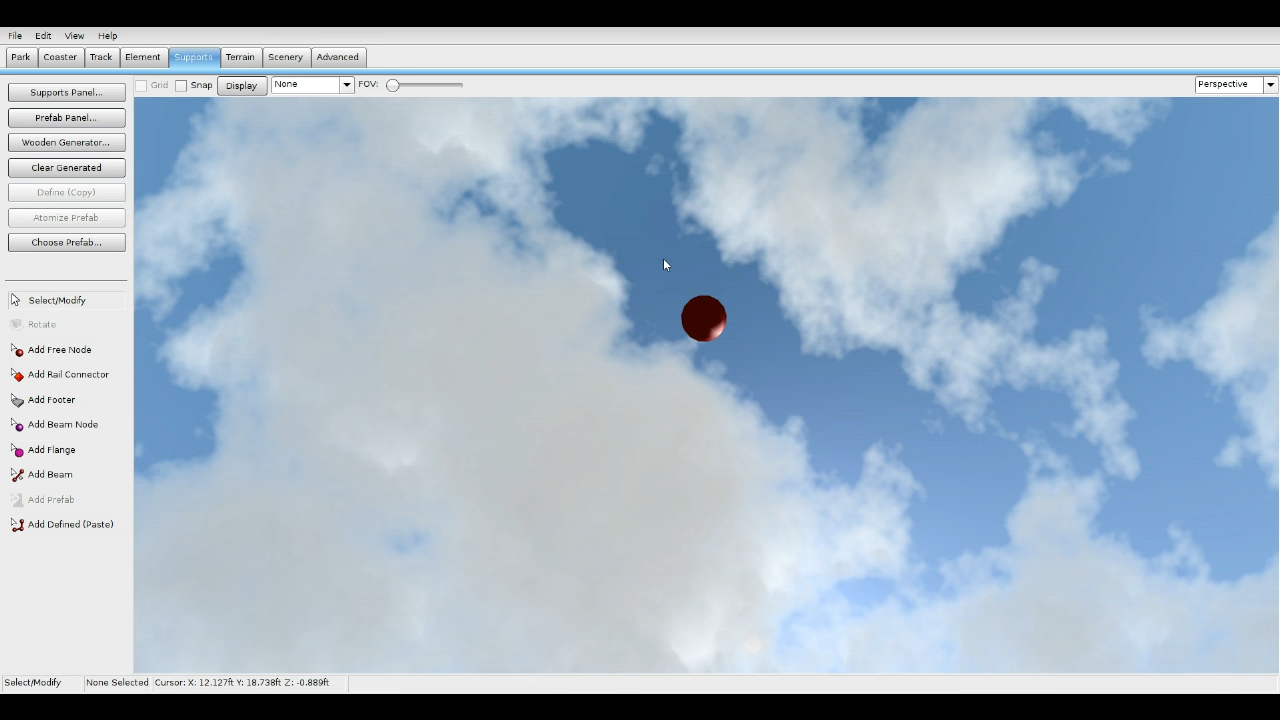 File Edit View Help
Park Coaster Track Element Supports Terrain Scenery Advanced
Supports Panel... Grid Snap Display None FOV: Perspective
Prefab Panel...
Wooden Generator...
Clear Generated
Define (Copy)
Atomize Prefab
Choose Prefab...
Select/Modify
Rotate
Add Free Node
Add Rail Connector
Add Footer
Add Beam Node
Add Flange
Add Beam
Add Prefab
Add Defined (Paste)
Select/Modify None Selected Cursor: X: 12.127ft Y: 18.738ft Z: -0.889ft